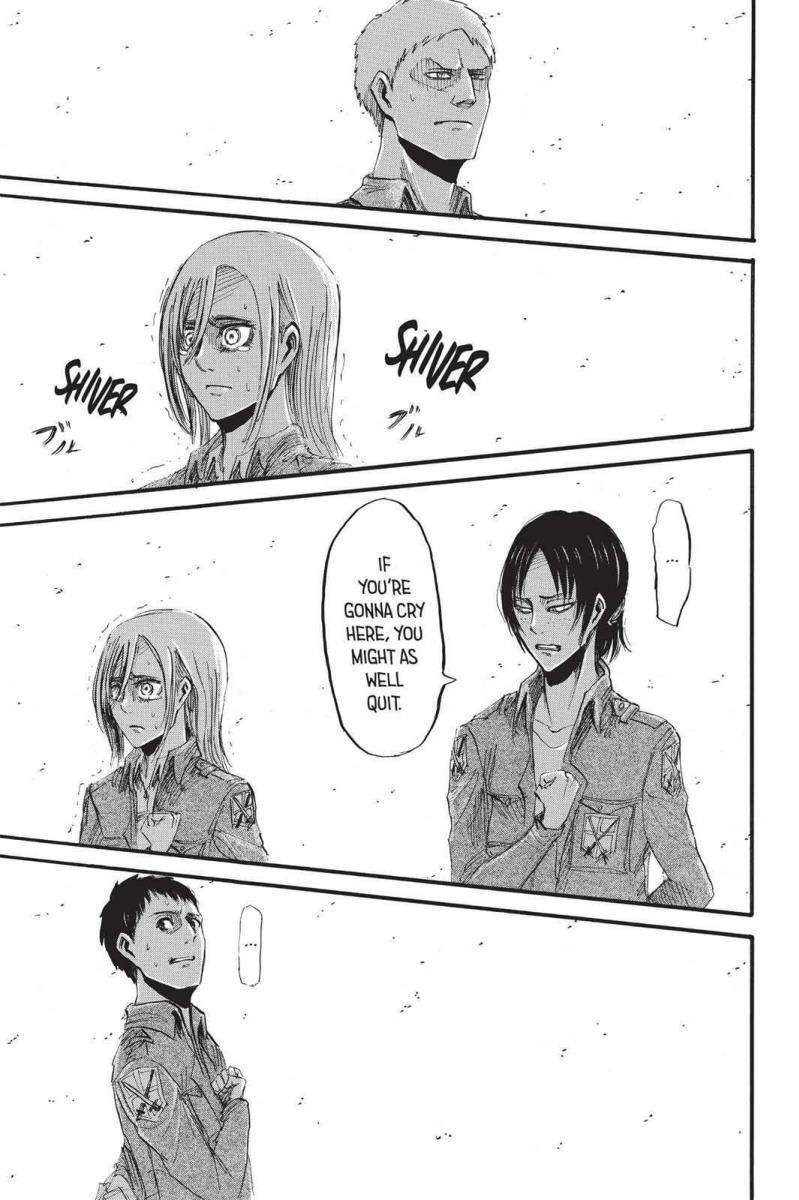 SHIVER
ブル
SHIVER
ブル
...
IF
YOU'RE
GONNA CRY
HERE, YOU
MIGHT AS
WELL
QUIT.
...